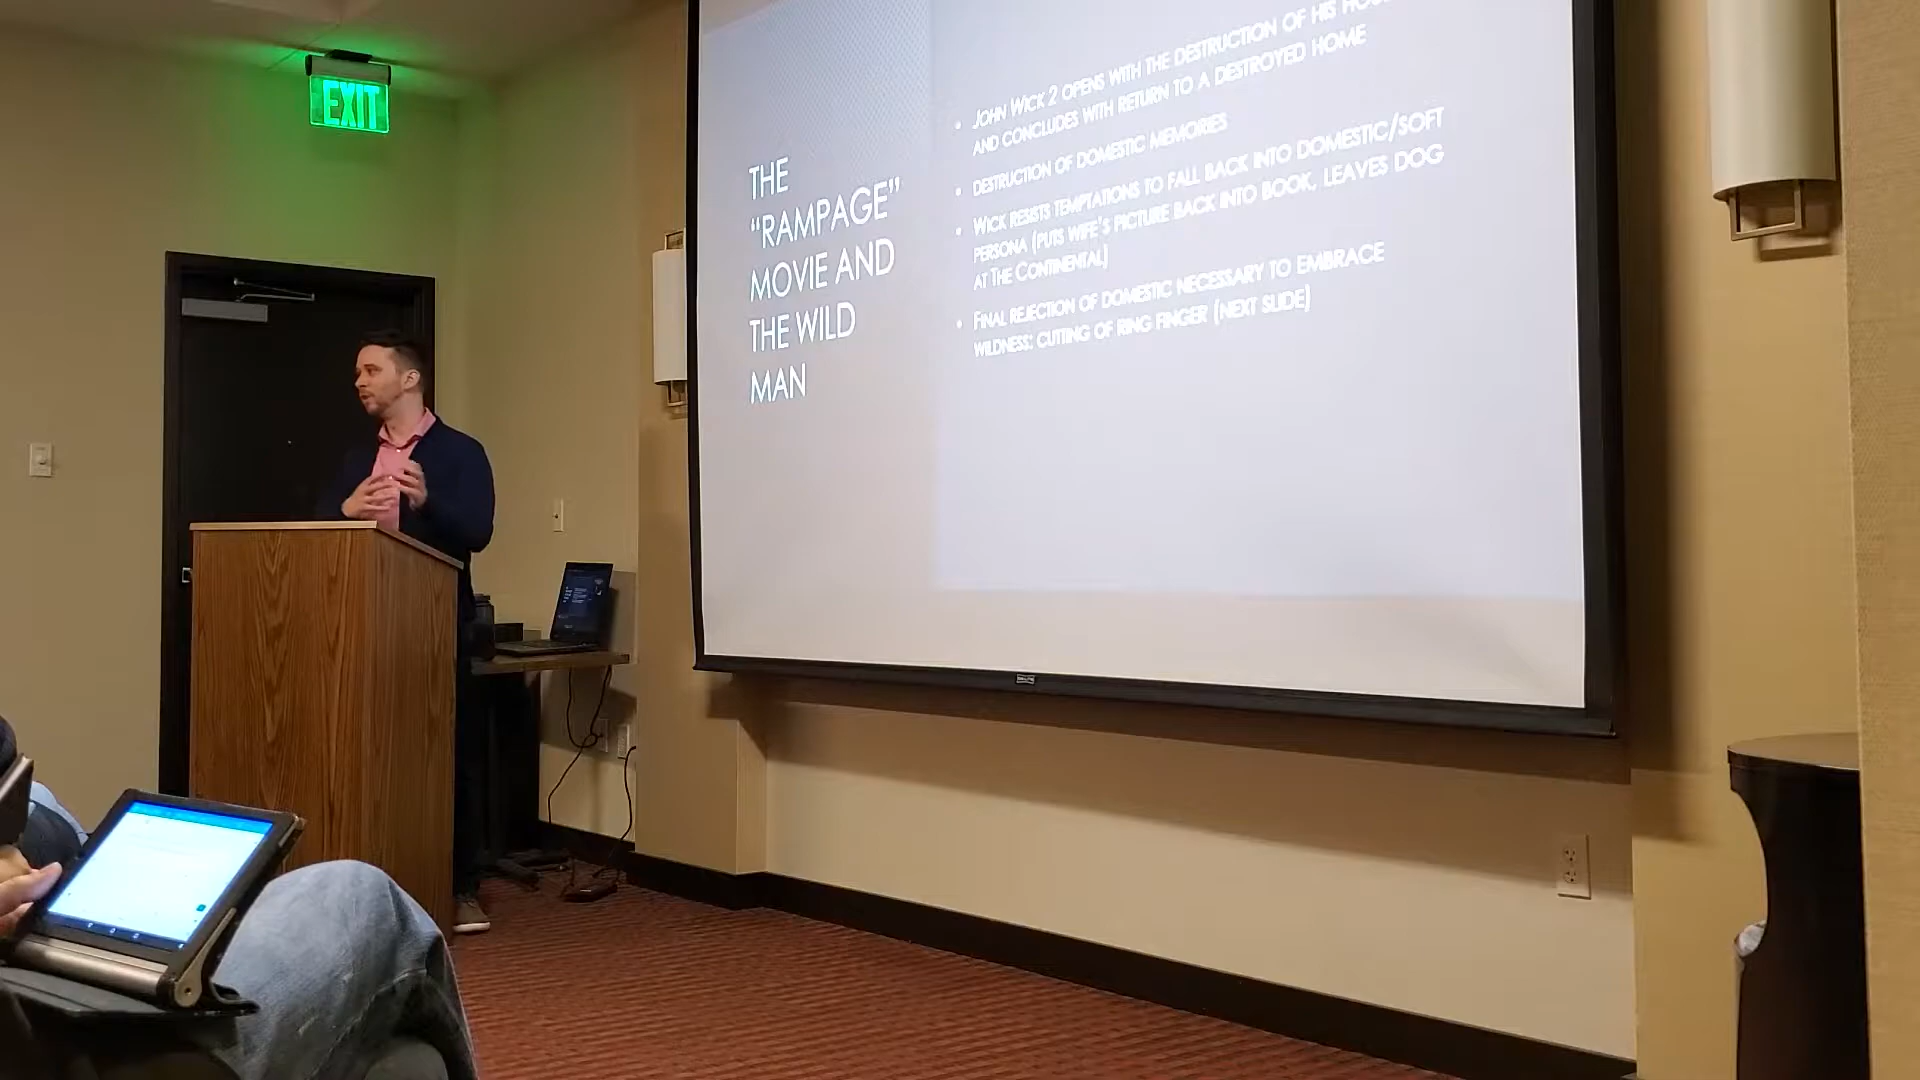 EXIT
THE
“RAMPAGE”
MOVIE AND
THE WILD
MAN
• JOHN WICK 2 OPENS WITH THE DESTRUCTION OF HIS
AND CONCLUDES WITH RETURN TO A DESTROYED HOME
• DESTRUCTION OF DOMESTIC MEMORIES
• WICK RESISTS TEMPTATIONS TO FALL BACK INTO DOMESTIC/SOFT
PERSONA (PUTS WIFE'S PICTURE BACK INTO BOOK, LEAVES DOG
AT THE CONTINENTAL)
• FINAL REJECTION OF DOMESTIC NECESSARY TO EMBRACE
WILDNESS: CUTTING OF RING FINGER (NEXT SLIDE)